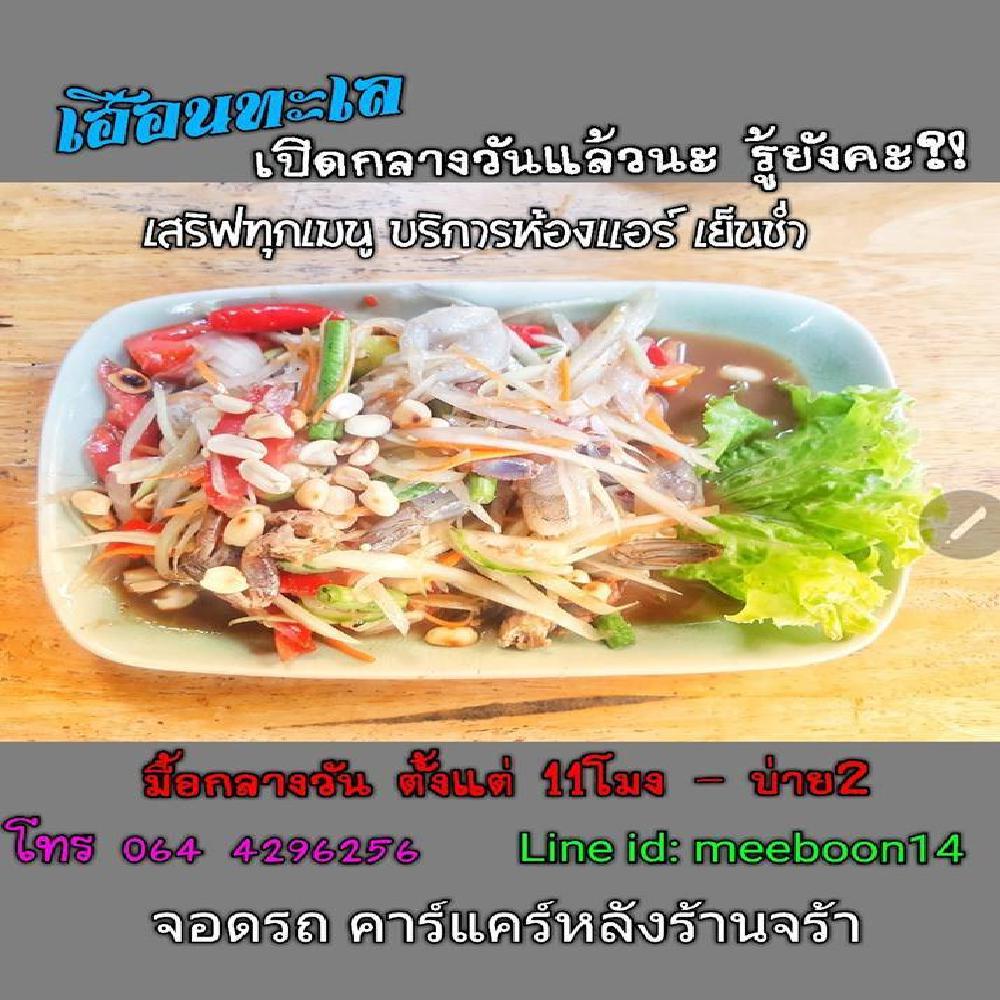 เฮือนทะเล
เปิดกลางวันแล้วนะ รู้ยังคะ?!
เสริฟทุกเมนู บริการห้องแอร์ เย็นช่ำ
มื้อกลางวัน ตั้งแต่ 11โมง - บ่าย2
โทร 064 4296256 Line id: meeboon14
จอดรถ คาร์แคร์หลังร้านจร้า